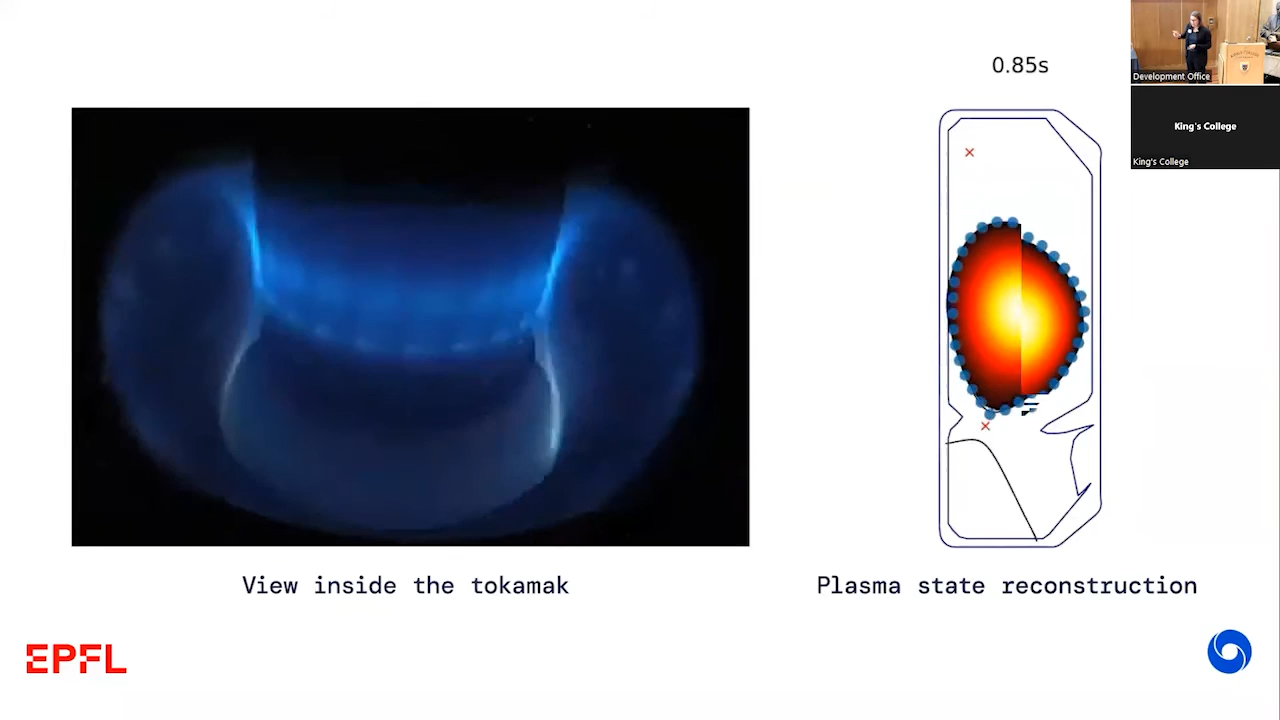 0.85s
Development Office
King's College
King's College
View inside the tokamak
Plasma state reconstruction
EPFL